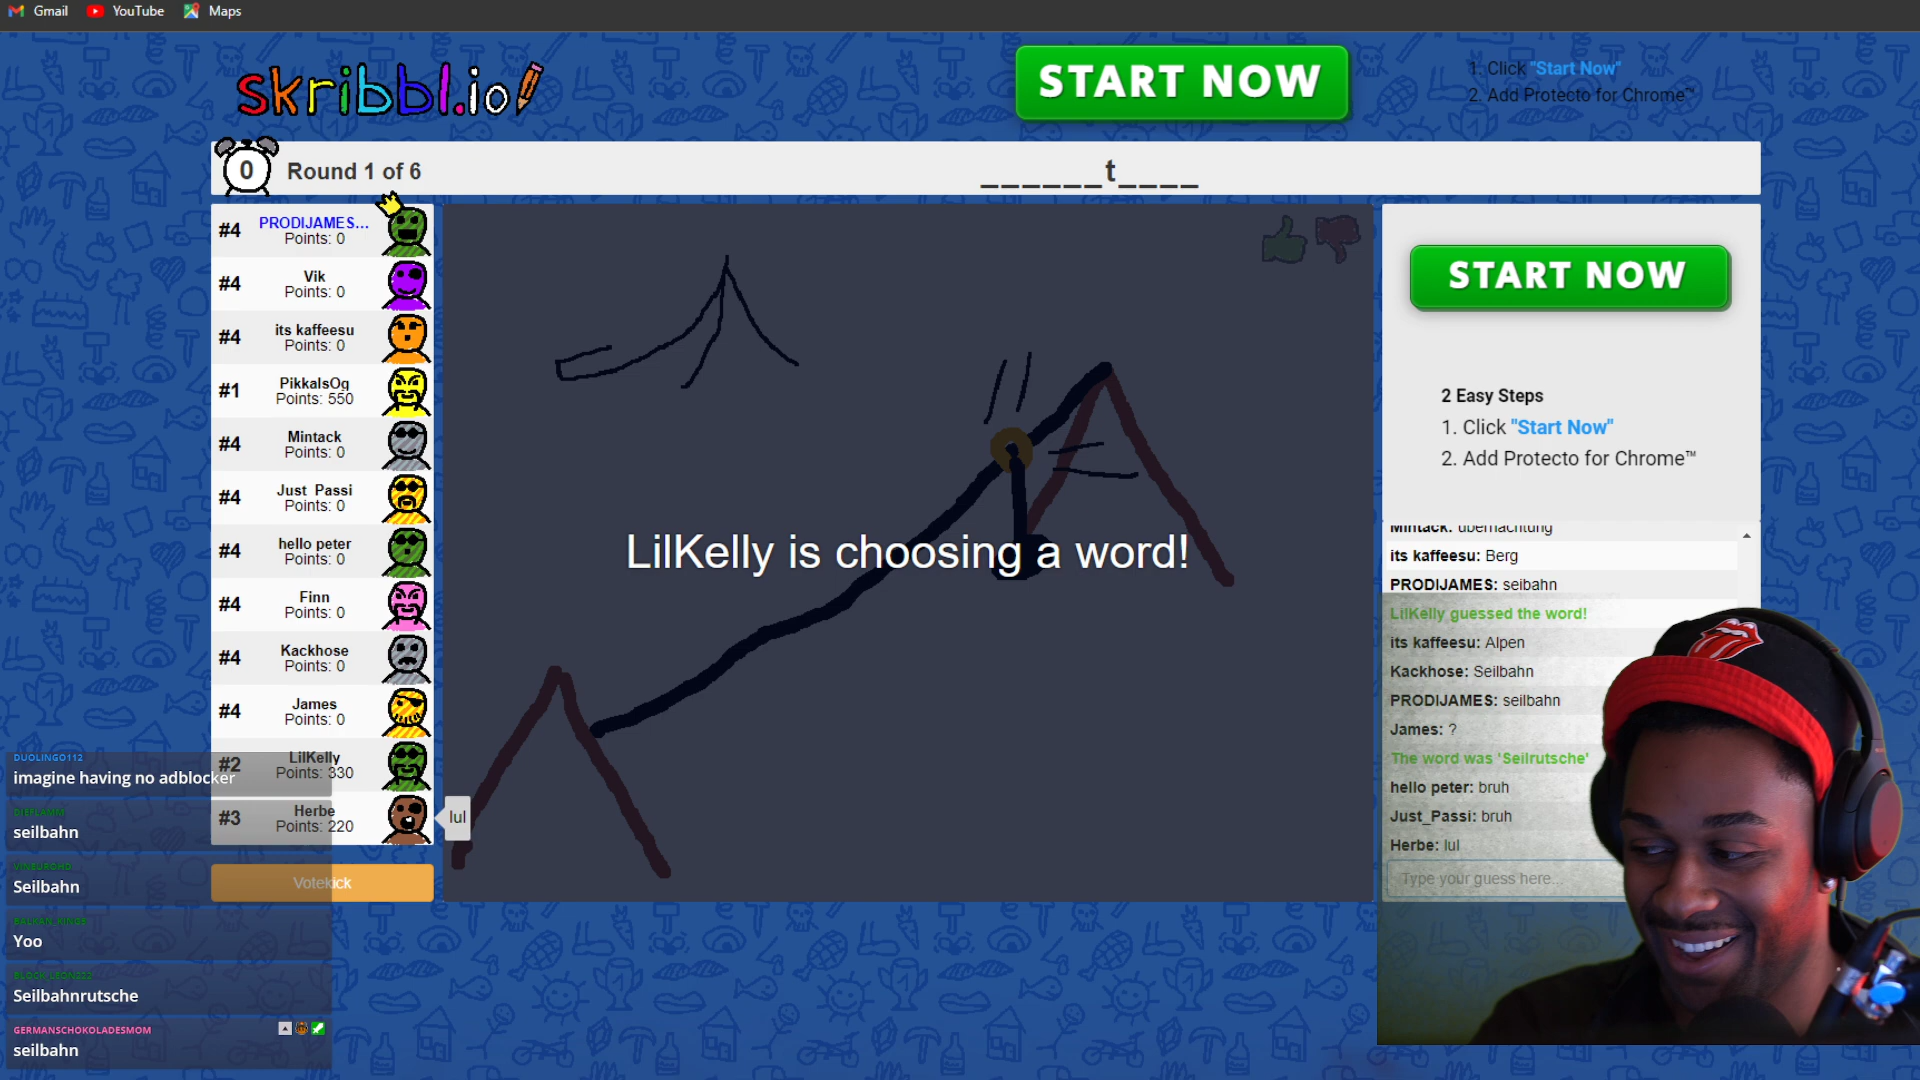 Gmail YouTube Maps
skribbl.io
START NOW
1. Click "Start Now"
2. Add Protecto for Chrome™
0 Round 1 of 6
______t____
#4 PRODIJAMES...
Points: 0
#4 Vik
Points: 0
#4 its kaffeesu
Points: 0
#1 PikkaIsOg
Points: 550
#4 Mintack
Points: 0
#4 Just_Passi
Points: 0
#4 hello peter
Points: 0
#4 Finn
Points: 0
#4 Kackhose
Points: 0
#4 James
Points: 0
#2 LilKelly
Points: 330
#3 Herbe
Points: 220
lul
Votekick
LilKelly is choosing a word!
START NOW
2 Easy Steps
1. Click "Start Now"
2. Add Protecto for Chrome™
Mintack: übernachtung
its kaffeesu: Berg
PRODIJAMES: seibahn
LilKelly guessed the word!
its kaffeesu: Alpen
Kackhose: Seilbahn
PRODIJAMES: seilbahn
James: ?
The word was 'Seilrutsche'
hello peter: bruh
Just_Passi: bruh
Herbe: lul
Type your guess here...
DUOLINGO112
imagine having no adblocker
seilbahn
Seilbahn
Yoo
Seilbahnrutsche
GERMANSCHOKOLADESMOM
seilbahn